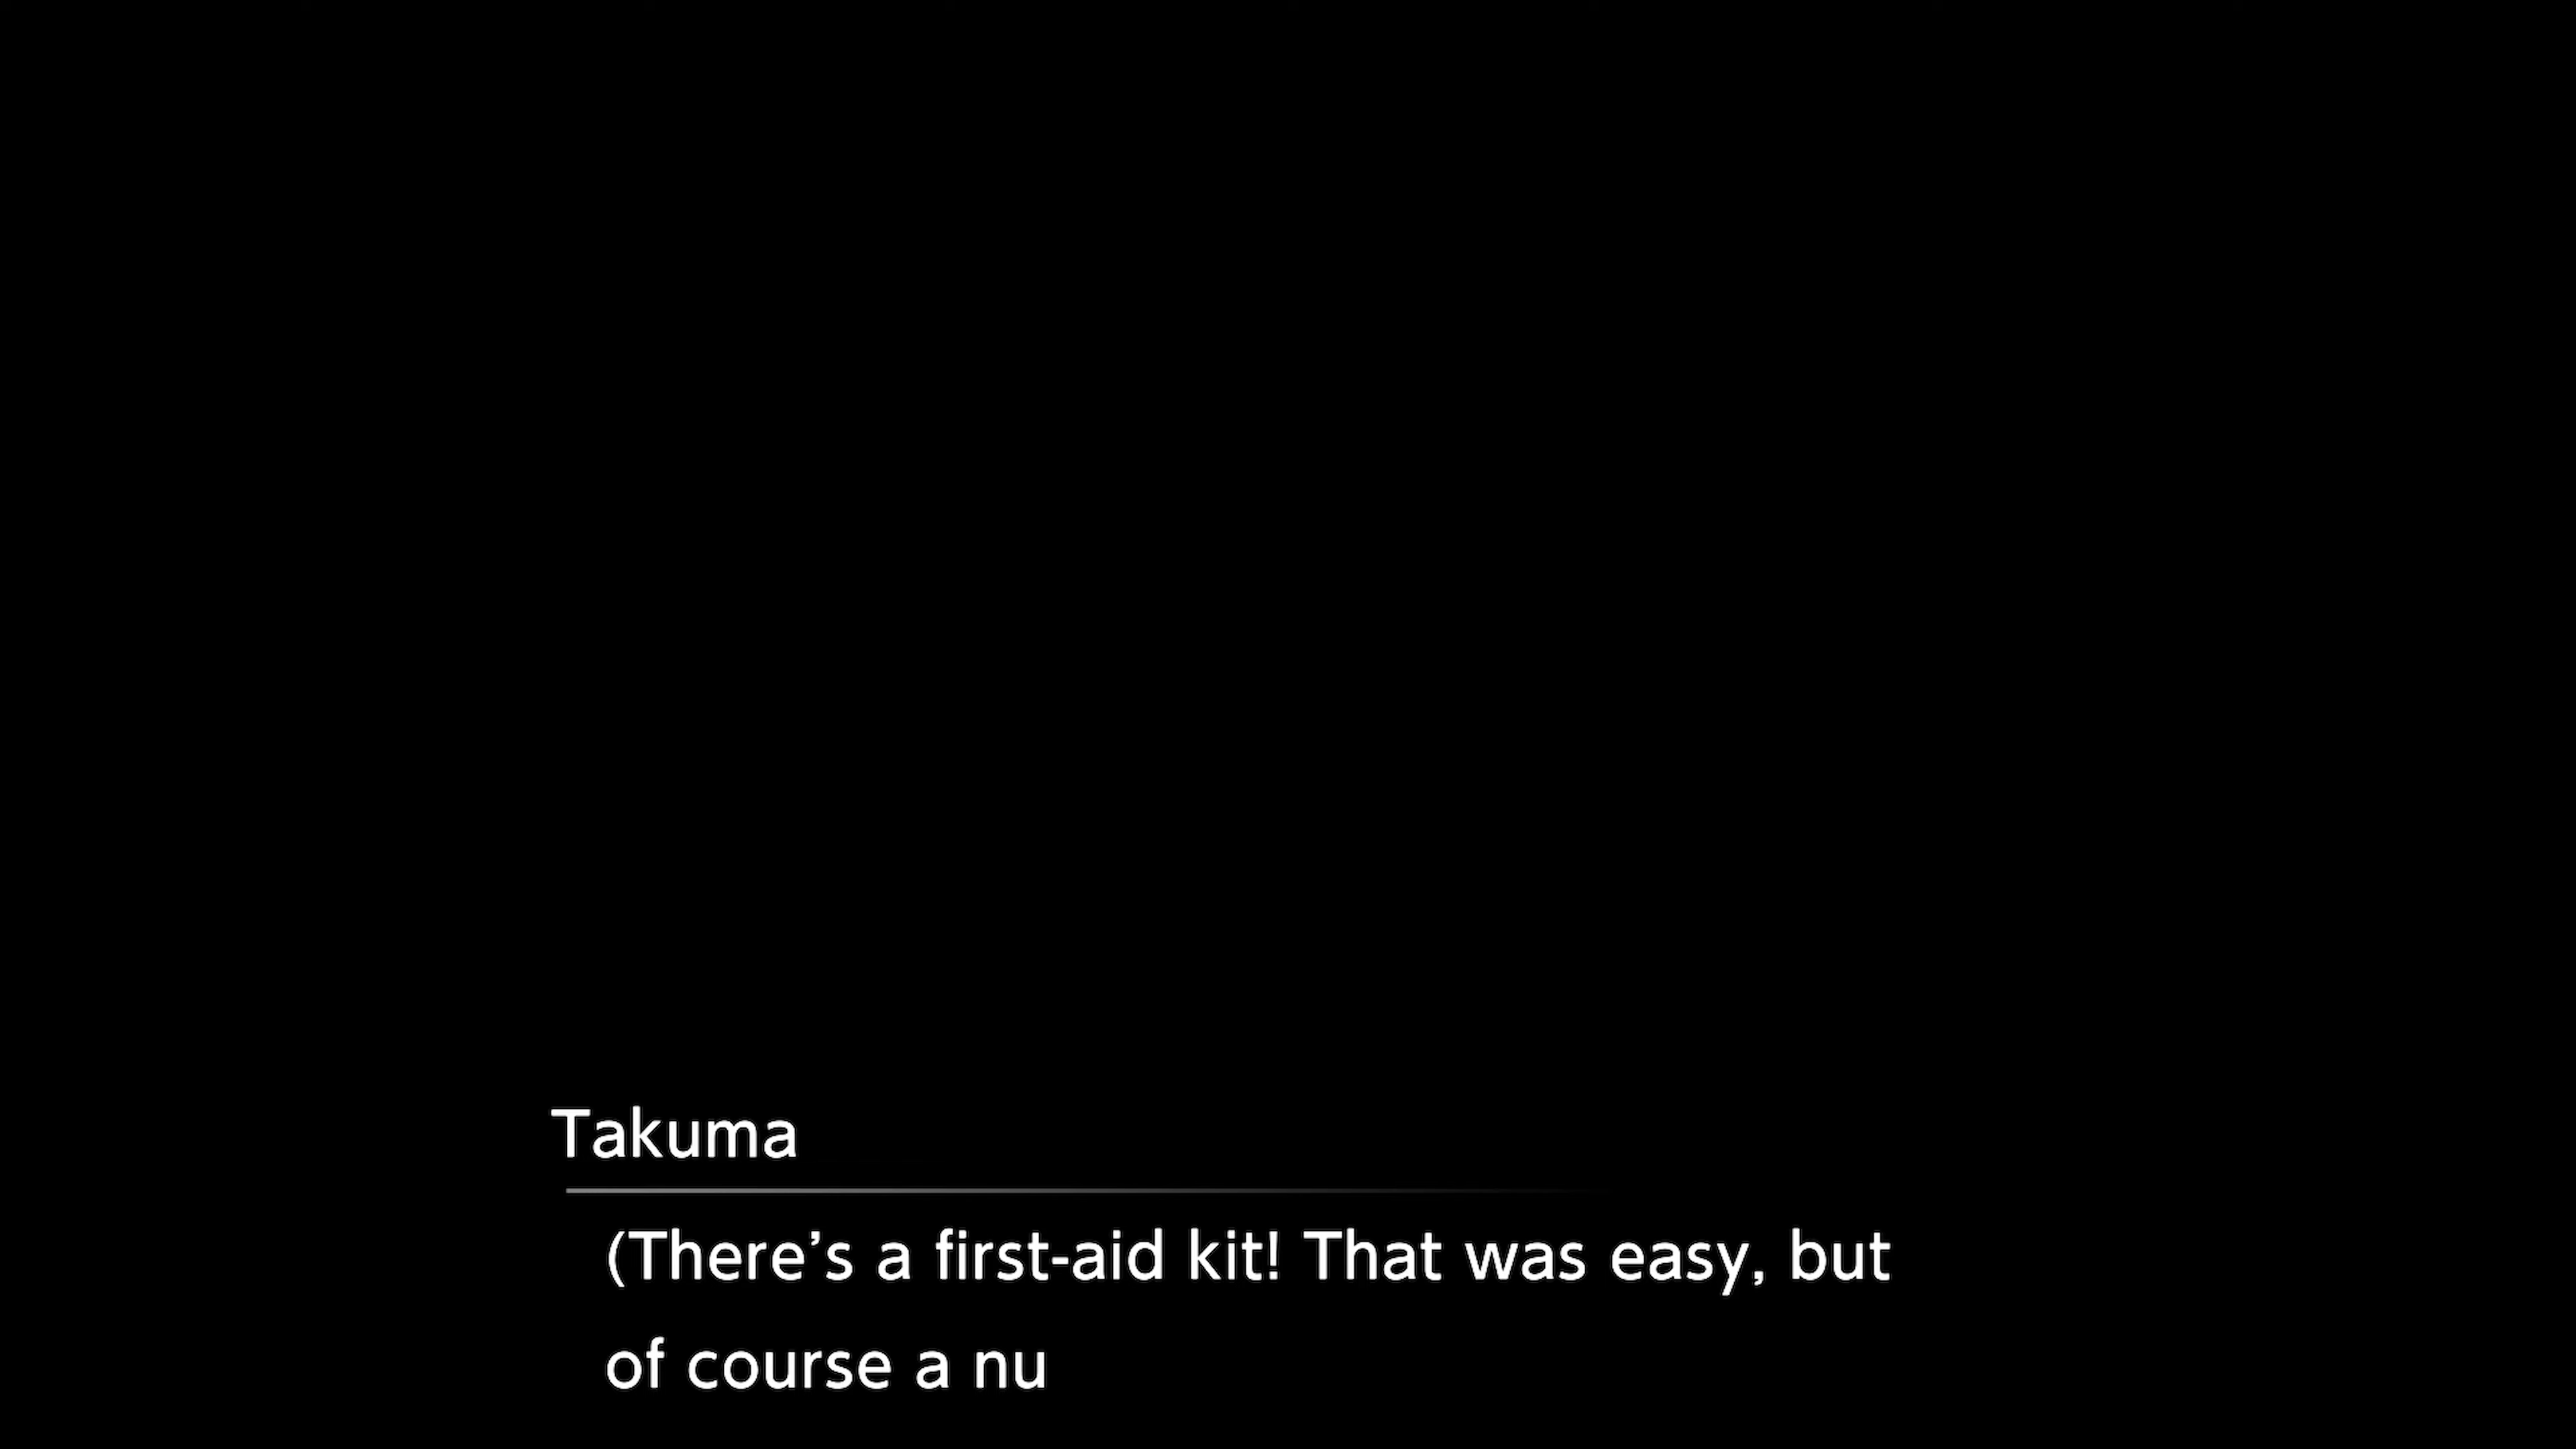 Takuma
(There’s a first-aid kit! That was easy, but
of course a nu